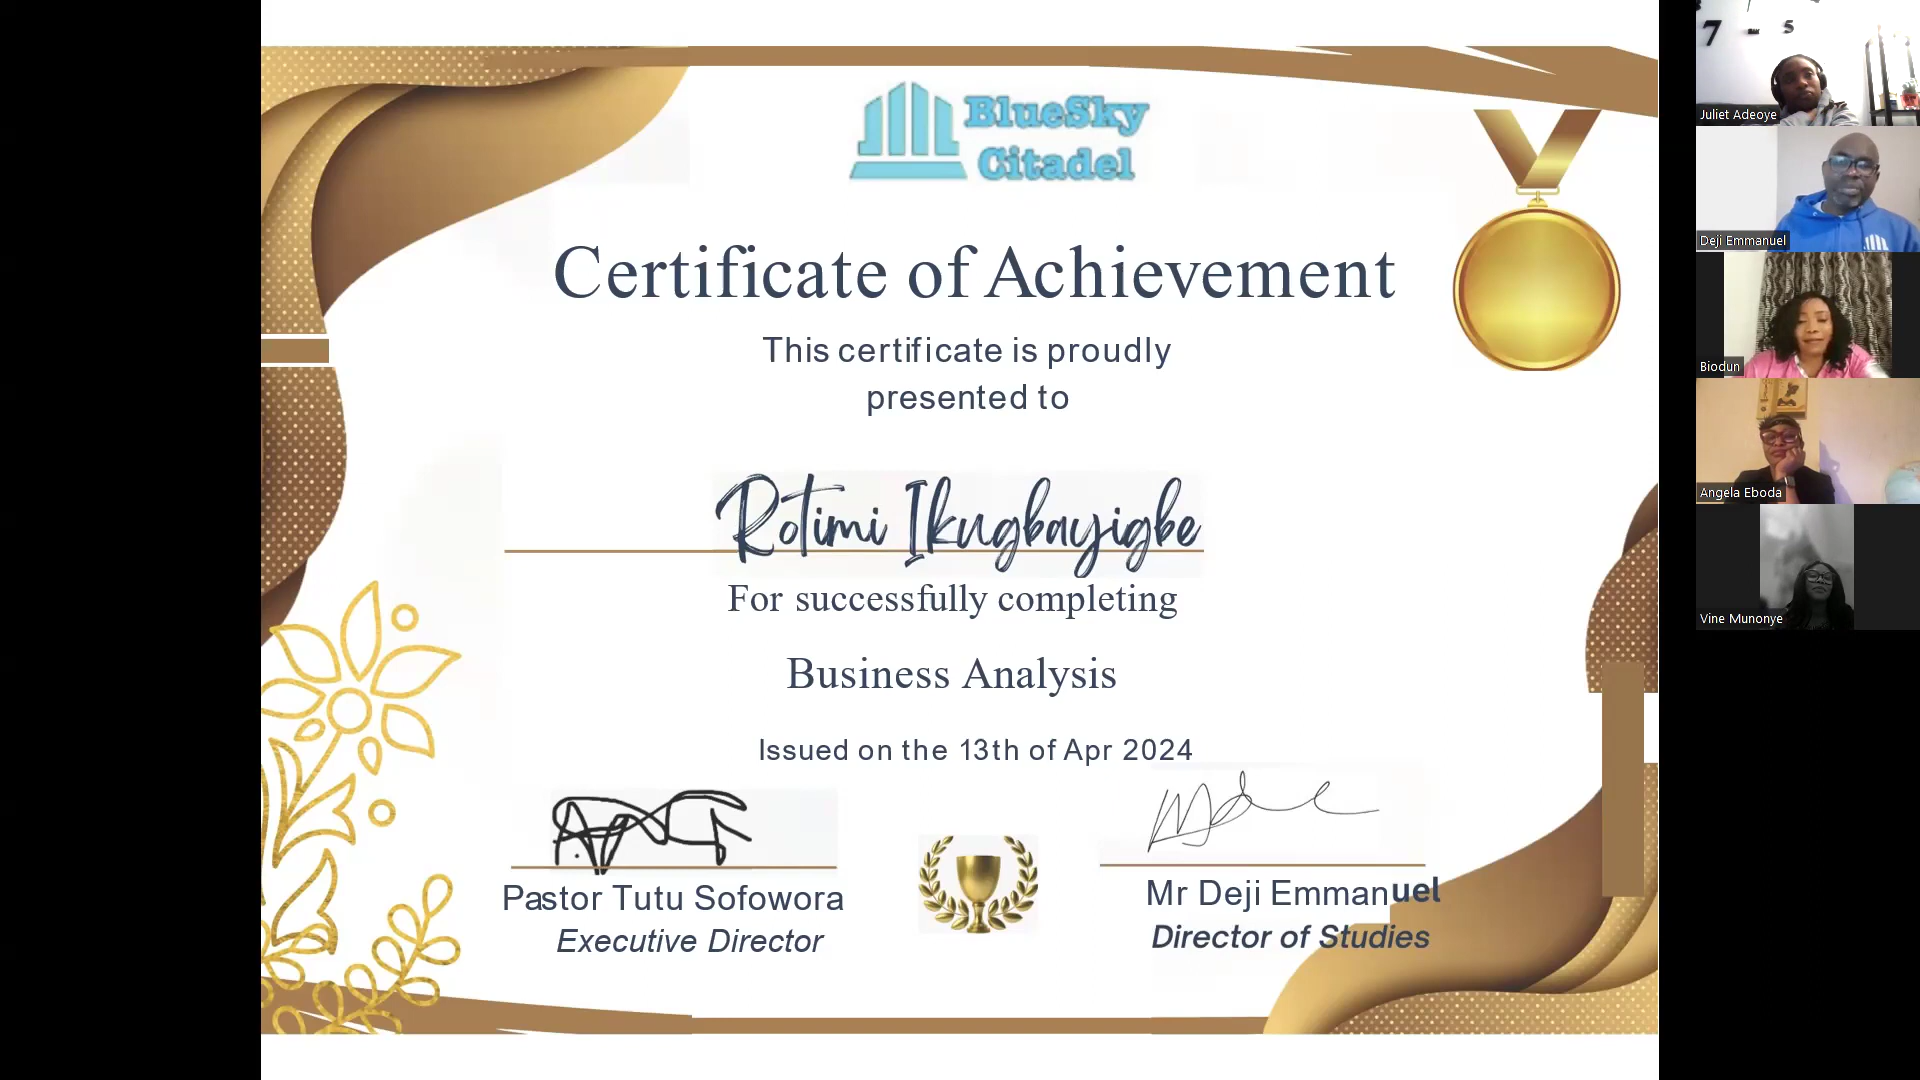 BlueSky
Citadel
Certificate of Achievement
This certificate is proudly
presented to
Rotimi Ikugbayigbe
For successfully completing
Business Analysis
Issued on the 13th of Apr 2024
Pastor Tutu Sofowora
Executive Director
Mr Deji Emmanuel
Director of Studies
7
5
Juliet Adeoye
Deji Emmanuel
Biodun
Angela Eboda
Vine Munonye